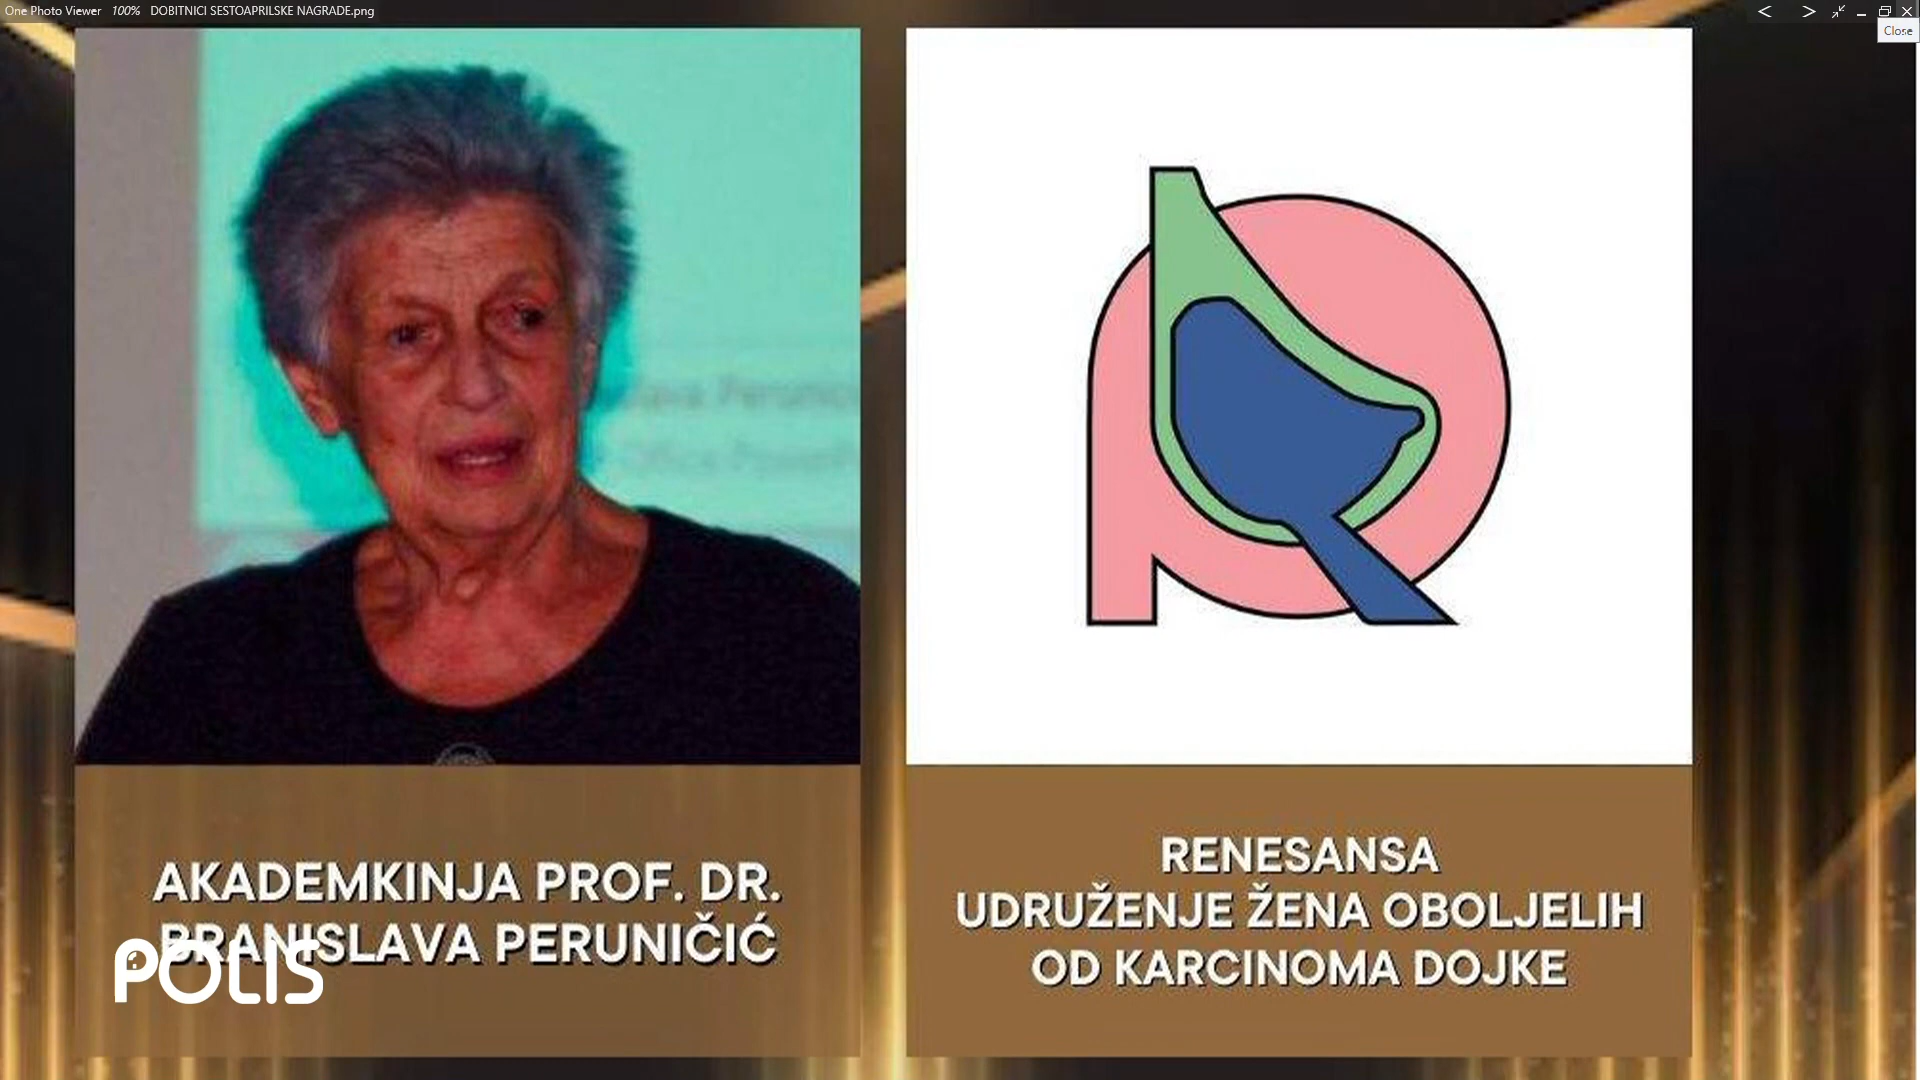 One Photo Viewer 100% DOBITNICI SESTOAPRILSKE NAGRADE.png
Close
AKADEMKINJA PROF. DR.
BRANISLAVA PERUNIČIĆ
POLIS
RENESANSA
UDRUŽENJE ŽENA OBOLJELIH
OD KARCINOMA DOJKE